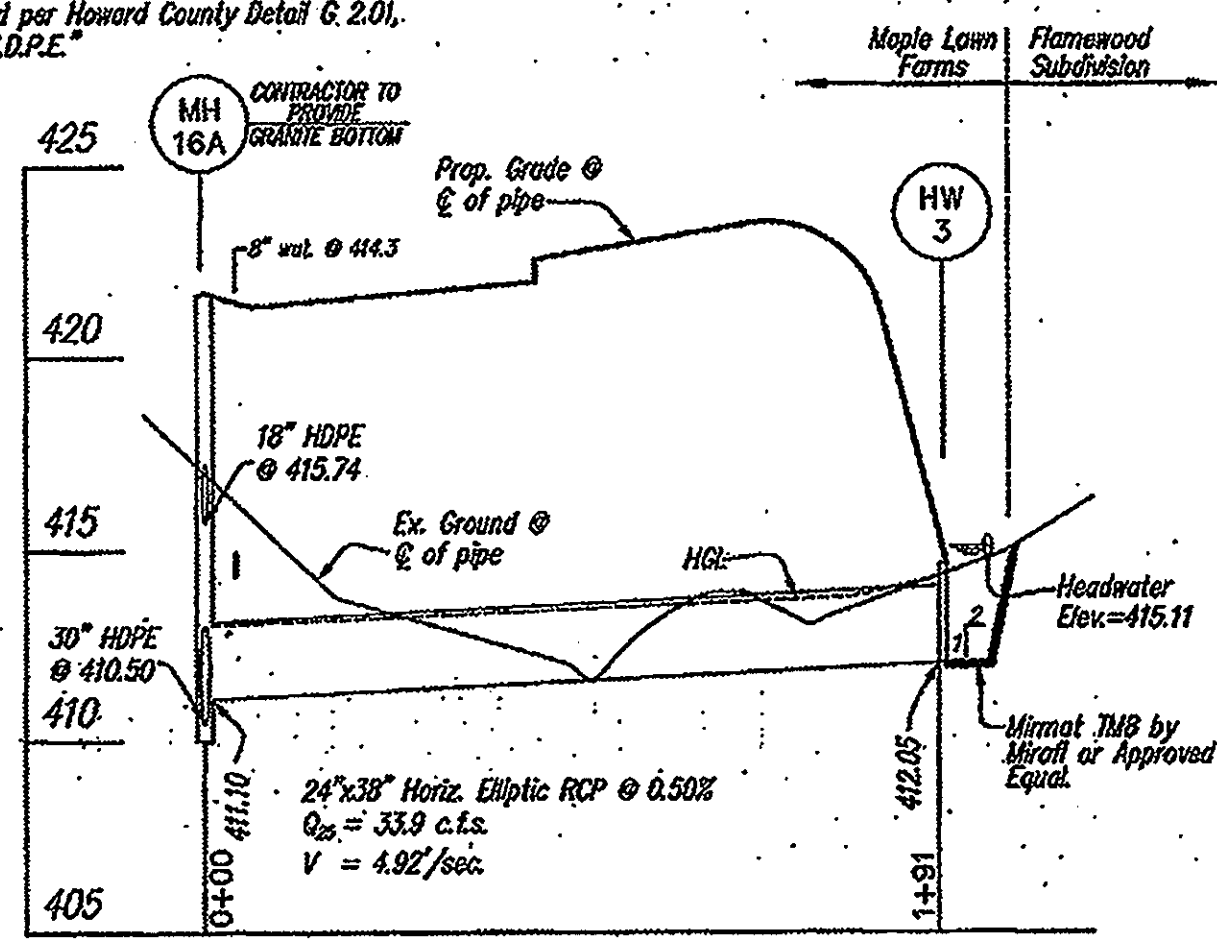 d per Howard County Detail G 2.01,
.D.P.E."
Maple Lawn
Farms
Flamewood
Subdivision
MH
16A
CONTRACTOR TO
PROVIDE
GRANITE BOTTOM
425
Prop. Grade @
℄ of pipe
HW
3
8" wat. @ 414.3
420
18" HDPE
@ 415.74
415
Ex. Ground @
℄ of pipe
HGL
Headwater
Elev.=415.11
2
1
30" HDPE
@ 410.50
410
411.10
412.05
Mirmat TM8 by
Mirafi or Approved
Equal.
24"x38" Horiz. Elliptic RCP @ 0.50%
Q25 = 33.9 c.f.s.
V = 4.92'/sec.
0+00
1+91
405